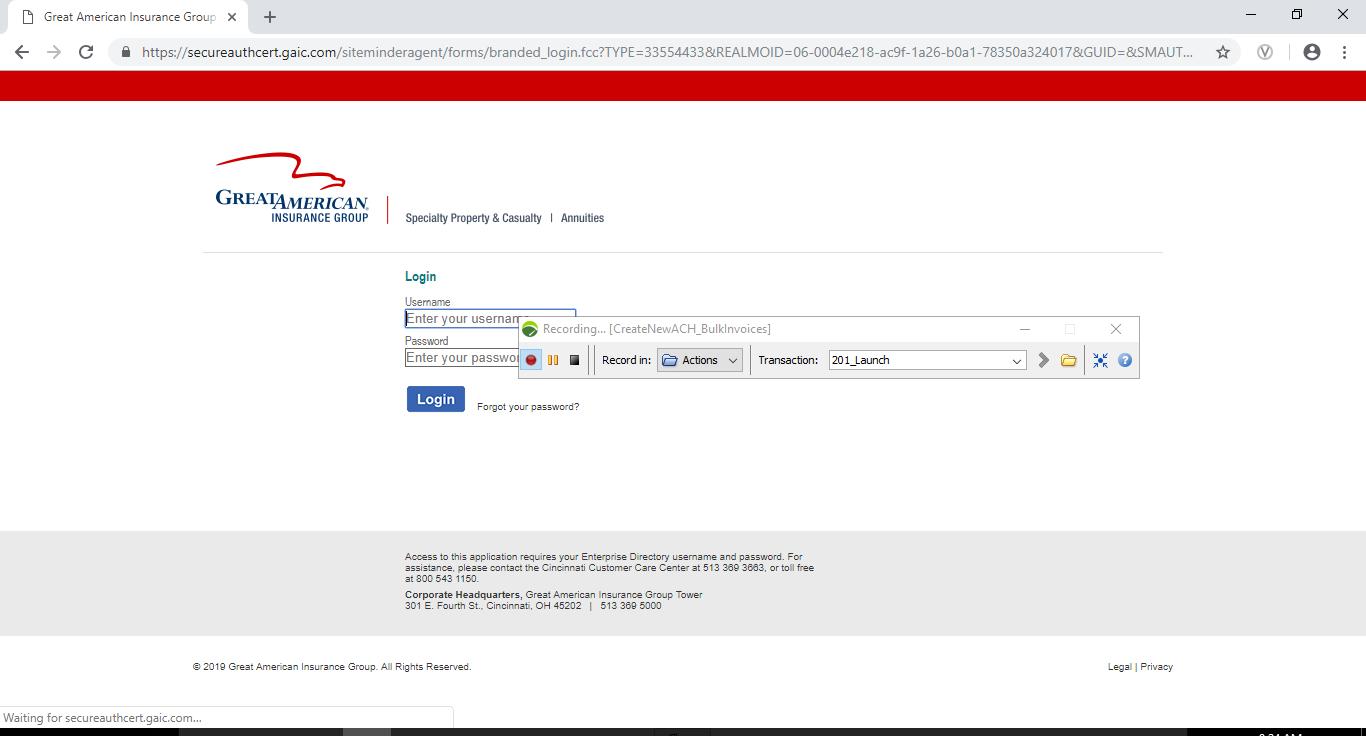 Great American Insurance Group
https://secureauthcert.gaic.com/siteminderagent/forms/branded_login.fcc?TYPE=33554433&REALMOID=06-0004e218-ac9f-1a26-b0a1-78350a324017&GUID=&SMAUT...
GREATAMERICAN®
INSURANCE GROUP
Specialty Property & Casualty | Annuities
Login
Username
Enter your username
Recording... [CreateNewACH_BulkInvoices]
Password
Enter your passwo
Record in: Actions Transaction: 201_Launch
Login
Forgot your password?
Access to this application requires your Enterprise Directory username and password. For
assistance, please contact the Cincinnati Customer Care Center at 513 369 3663, or toll free
at 800 543 1150.
Corporate Headquarters, Great American Insurance Group Tower
301 E. Fourth St., Cincinnati, OH 45202 | 513 369 5000
© 2019 Great American Insurance Group. All Rights Reserved.
Legal | Privacy
Waiting for secureauthcert.gaic.com...